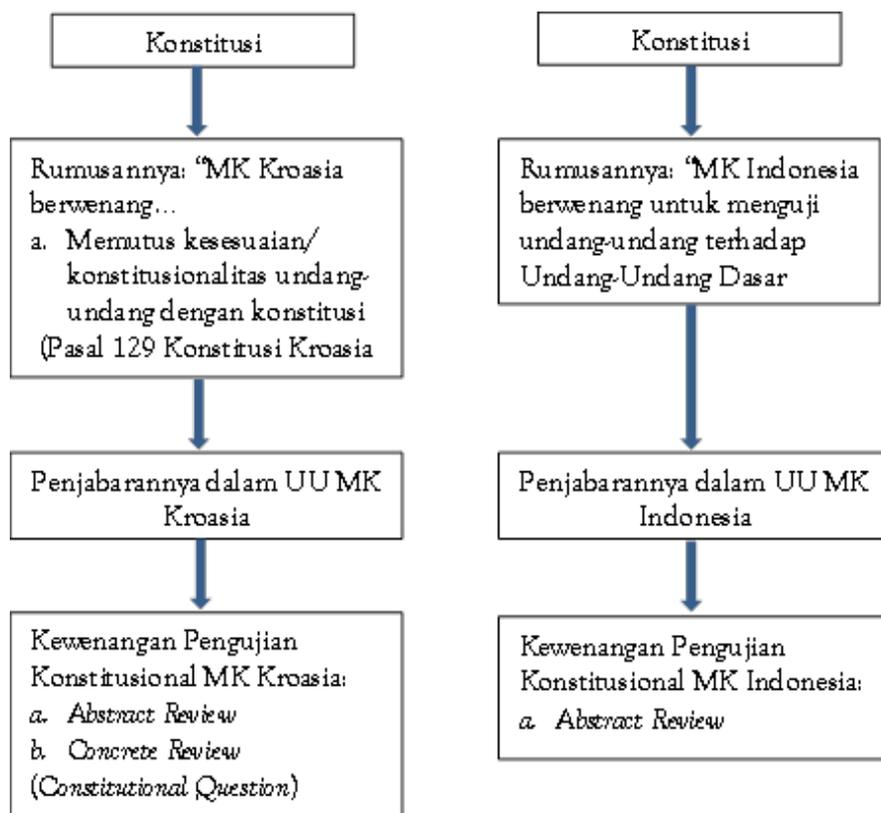 Konstitusi
Rumusannya: “MK Kroasia
berwenang...
a. Memutus kesesuaian/
konstitusionalitas undang-
undang dengan konstitusi
(Pasal 129 Konstitusi Kroasia
Penjabarannya dalam UU MK
Kroasia
Kewenangan Pengujian
Konstitusional MK Kroasia:
a. Abstract Review
b. Concrete Review
(Constitutional Question)
Konstitusi
Rumusannya: “MK Indonesia
berwenang untuk menguji
undang-undang terhadap
Undang-Undang Dasar
Penjabarannya dalam UU MK
Indonesia
Kewenangan Pengujian
Konstitusional MK Indonesia:
a. Abstract Review